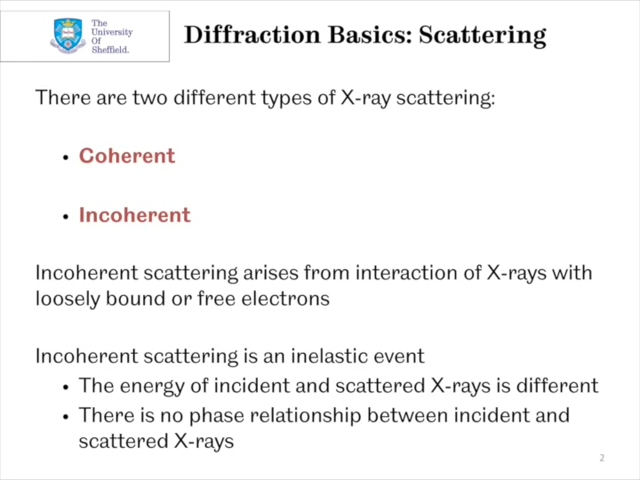 The
University
Of
Sheffield.
Diffraction Basics: Scattering
There are two different types of X-ray scattering:
• Coherent
• Incoherent
Incoherent scattering arises from interaction of X-rays with
loosely bound or free electrons
Incoherent scattering is an inelastic event
• The energy of incident and scattered X-rays is different
• There is no phase relationship between incident and
scattered X-rays
2